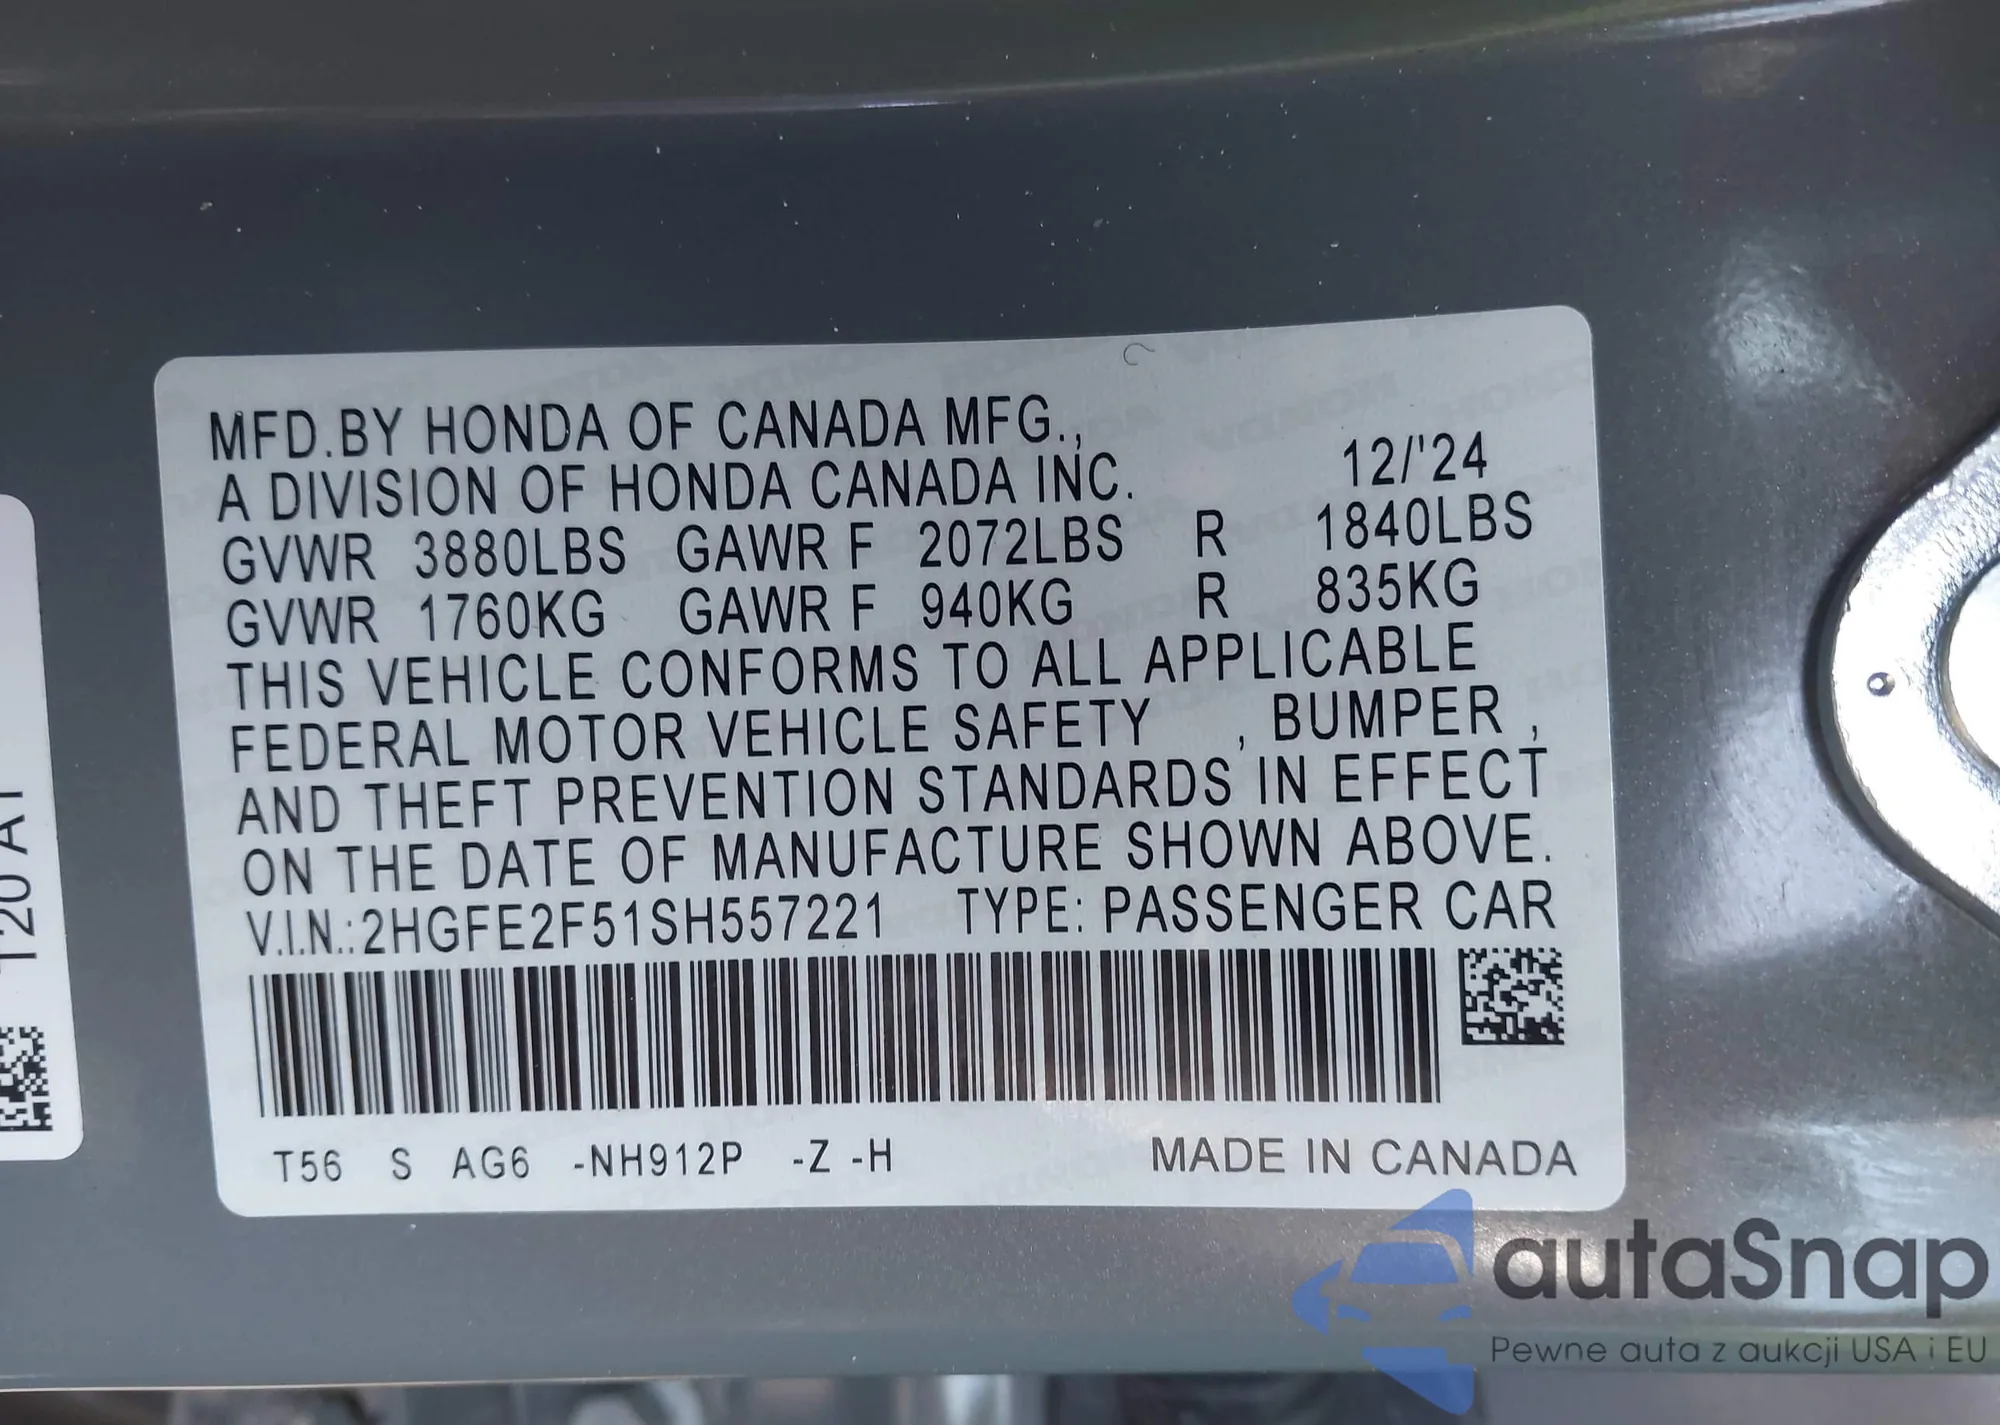 MFD.BY HONDA OF CANADA MFG.,
A DIVISION OF HONDA CANADA INC. 12/'24
GVWR 3880LBS GAWR F 2072LBS R 1840LBS
GVWR 1760KG GAWR F 940KG R 835KG
THIS VEHICLE CONFORMS TO ALL APPLICABLE
FEDERAL MOTOR VEHICLE SAFETY , BUMPER ,
AND THEFT PREVENTION STANDARDS IN EFFECT
ON THE DATE OF MANUFACTURE SHOWN ABOVE.
V.I.N.:2HGFE2F51SH557221 TYPE: PASSENGER CAR
T56 S AG6 -NH912P -Z -H MADE IN CANADA
T20 A1
autaSnap
Pewne auta z aukcji USA i EU